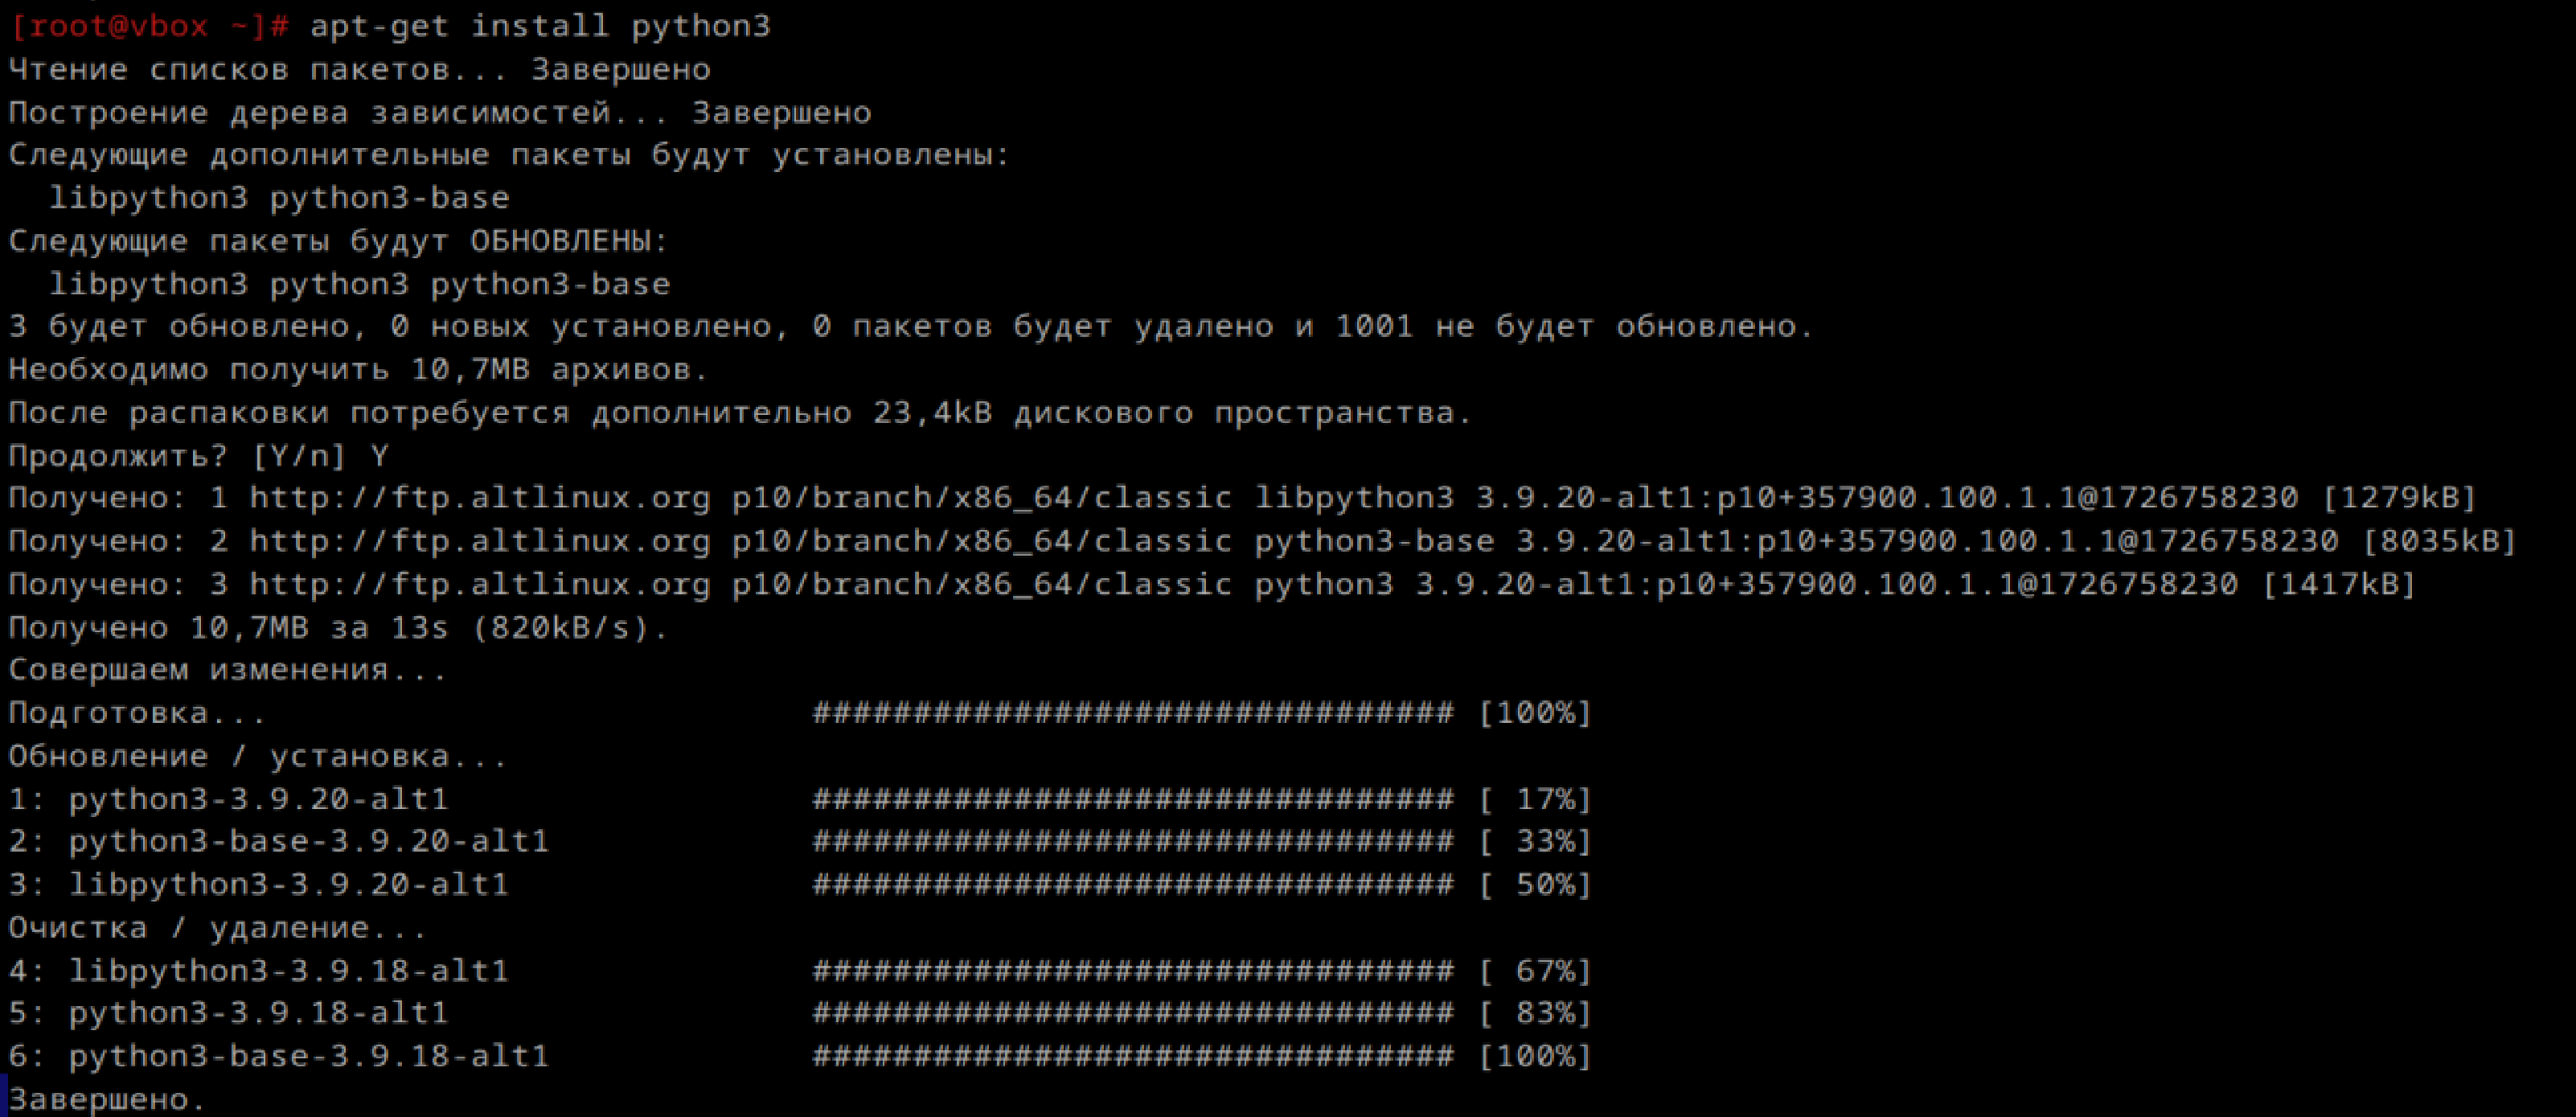 [root@vbox ~]# apt-get install python3
Чтение списков пакетов... Завершено
Построение дерева зависимостей... Завершено
Следующие дополнительные пакеты будут установлены:
  libpython3 python3-base
Следующие пакеты будут ОБНОВЛЕНЫ:
  libpython3 python3 python3-base
3 будет обновлено, 0 новых установлено, 0 пакетов будет удалено и 1001 не будет обновлено.
Необходимо получить 10,7MB архивов.
После распаковки потребуется дополнительно 23,4kB дискового пространства.
Продолжить? [Y/n] Y
Получено: 1 http://ftp.altlinux.org p10/branch/x86_64/classic libpython3 3.9.20-alt1:p10+357900.100.1.1@1726758230 [1279kB]
Получено: 2 http://ftp.altlinux.org p10/branch/x86_64/classic python3-base 3.9.20-alt1:p10+357900.100.1.1@1726758230 [8035kB]
Получено: 3 http://ftp.altlinux.org p10/branch/x86_64/classic python3 3.9.20-alt1:p10+357900.100.1.1@1726758230 [1417kB]
Получено 10,7MB за 13s (820kB/s).
Совершаем изменения...
Подготовка... ################################ [100%]
Обновление / установка...
1: python3-3.9.20-alt1 ################################ [ 17%]
2: python3-base-3.9.20-alt1 ################################ [ 33%]
3: libpython3-3.9.20-alt1 ################################ [ 50%]
Очистка / удаление...
4: libpython3-3.9.18-alt1 ################################ [ 67%]
5: python3-3.9.18-alt1 ################################ [ 83%]
6: python3-base-3.9.18-alt1 ################################ [100%]
Завершено.